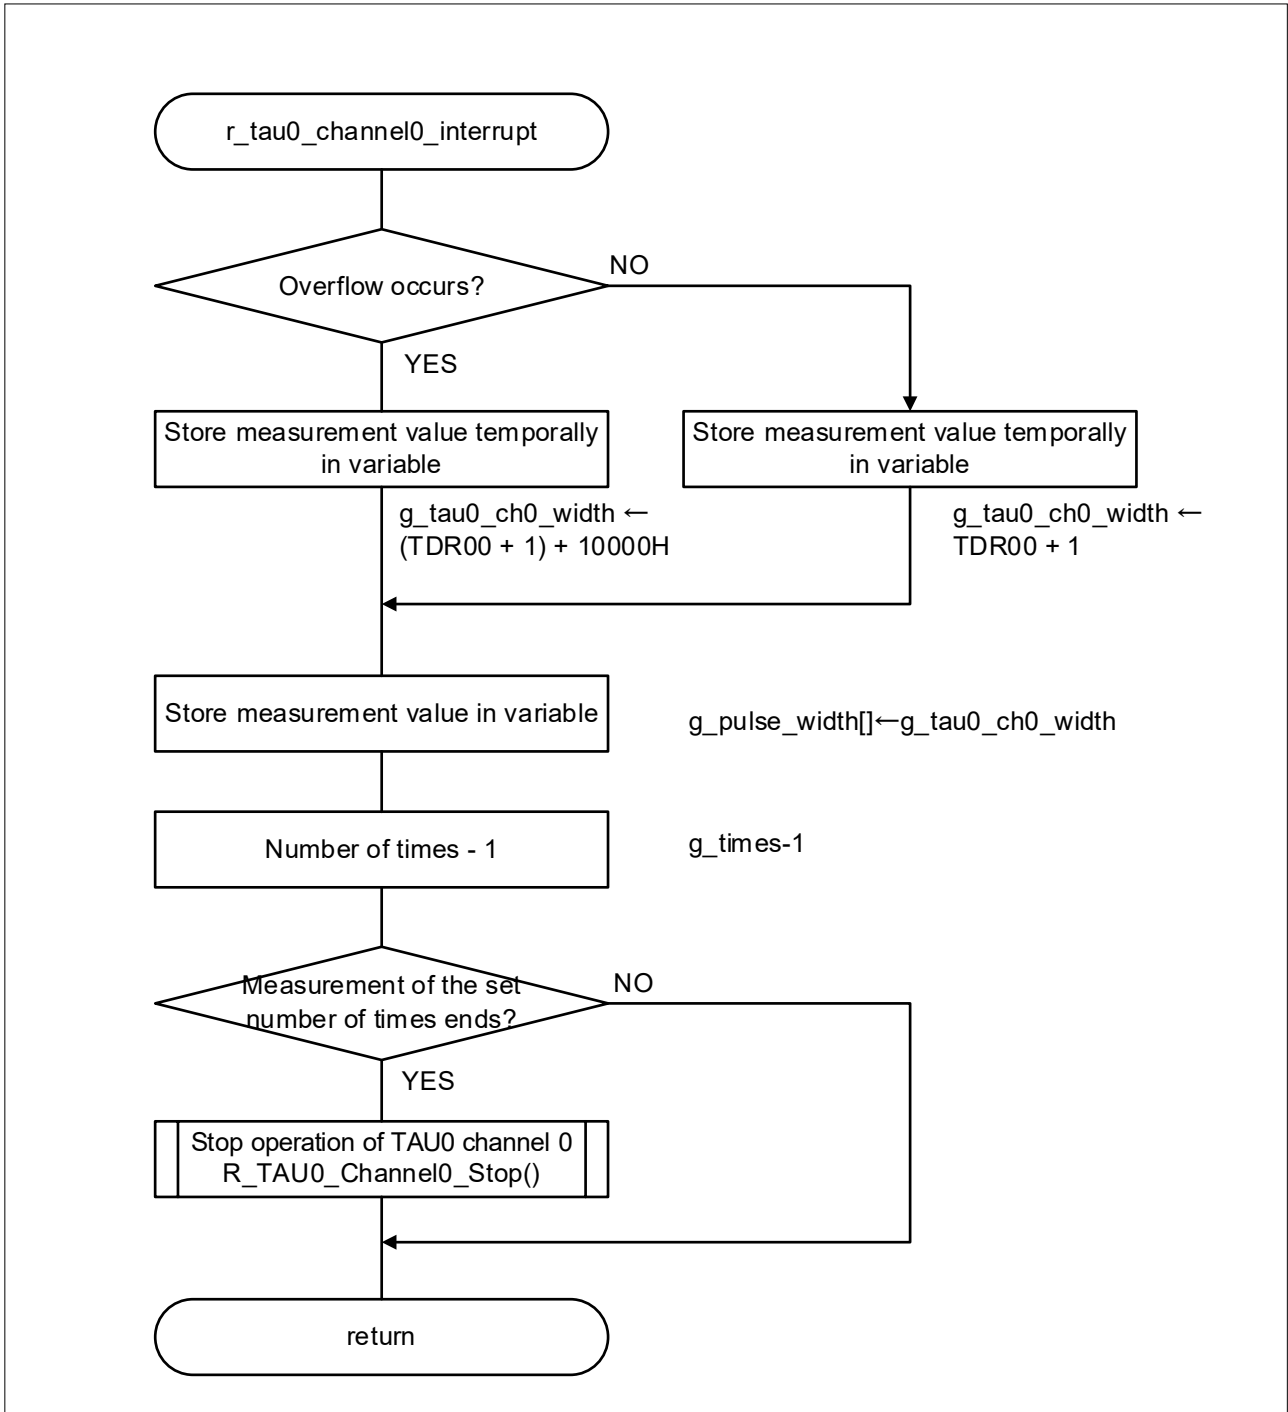 r_tau0_channel0_interrupt
Overflow occurs?
NO
YES
Store measurement value temporally
in variable
Store measurement value temporally
in variable
g_tau0_ch0_width ←
(TDR00 + 1) + 10000H
g_tau0_ch0_width ←
TDR00 + 1
Store measurement value in variable
g_pulse_width[]←g_tau0_ch0_width
Number of times - 1
g_times-1
Measurement of the set
number of times ends?
NO
YES
Stop operation of TAU0 channel 0
R_TAU0_Channel0_Stop()
return